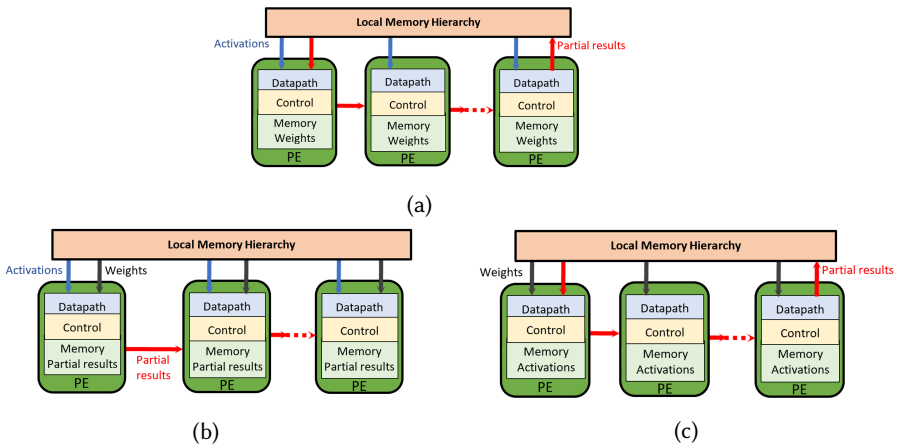 Local Memory Hierarchy
Activations
Partial results
Datapath
Control
Memory
Weights
PE
Datapath
Control
Memory
Weights
PE
Datapath
Control
Memory
Weights
PE
(a)
Local Memory Hierarchy
Activations
Weights
Datapath
Control
Memory
Partial results
PE
Partial
results
Datapath
Control
Memory
Partial results
PE
Datapath
Control
Memory
Partial results
PE
(b)
Local Memory Hierarchy
Weights
Partial results
Datapath
Control
Memory
Activations
PE
Datapath
Control
Memory
Activations
PE
Datapath
Control
Memory
Activations
PE
(c)